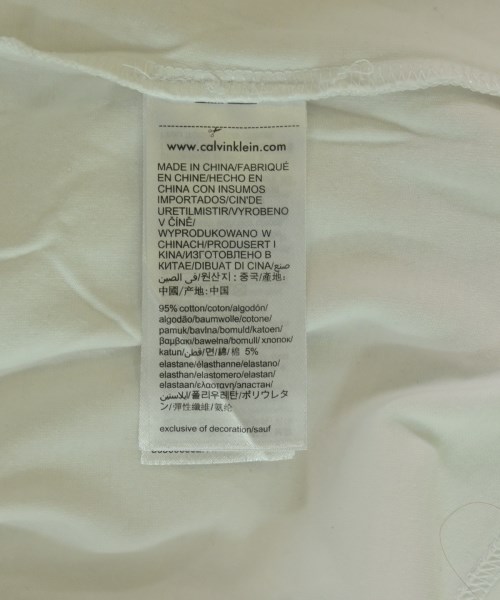 www.calvinklein.com
MADE IN CHINA/FABRIQUÉ
EN CHINE/HECHO EN
CHINA CON INSUMOS
IMPORTADOS/CIN'DE
URETILMISTIR/VYROBENO
V ČÍNĚ/
WYPRODUKOWANO W
CHINACH/PRODUSERT I
KINA/ИЗГОТОВЛЕНО В
КИТАЕ/DIBUAT DI CINA/صنع
في الصين/원산지: 중국/產地:
中國/产地:中国
95% cotton/coton/algodón/
algodão/baumwolle/cotone/
pamuk/bavlna/bomuld/katoen/
βαμβακι/bawełna/bomull/хлопок/
katun/قطن/면/綿/棉 5%
elastane/élasthanne/elastano/
elasthan/elastomero/elastan/
elastaan/ελαστανη/эластан/
إيلاستين/폴리우레탄/ポリウレタ
ン/弾性繊維/氨纶
exclusive of decoration/sauf